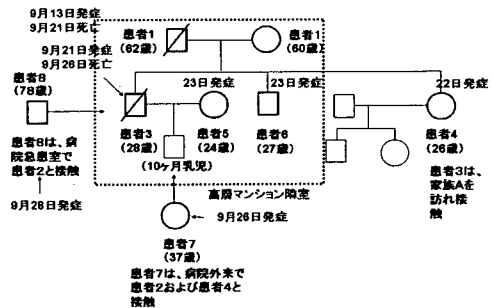 9月13日発症
9月21日死亡
患者1
(62歳)
患者1
(60歳)
9月21日発症
9月26日死亡
患者8
(78歳)
23日発症
23日発症
22日発症
患者8は、病
院急患室で
患者2と接触
9月28日発症
患者3
(28歳)
患者5
(24歳)
患者6
(27歳)
患者4
(26歳)
(10ヶ月乳児)
患者3は、
家族Aを
訪れ接
触
高層マンション隣室
9月26日発症
患者7
(37歳)
患者7は、病院外来で
患者2および患者4と
接触